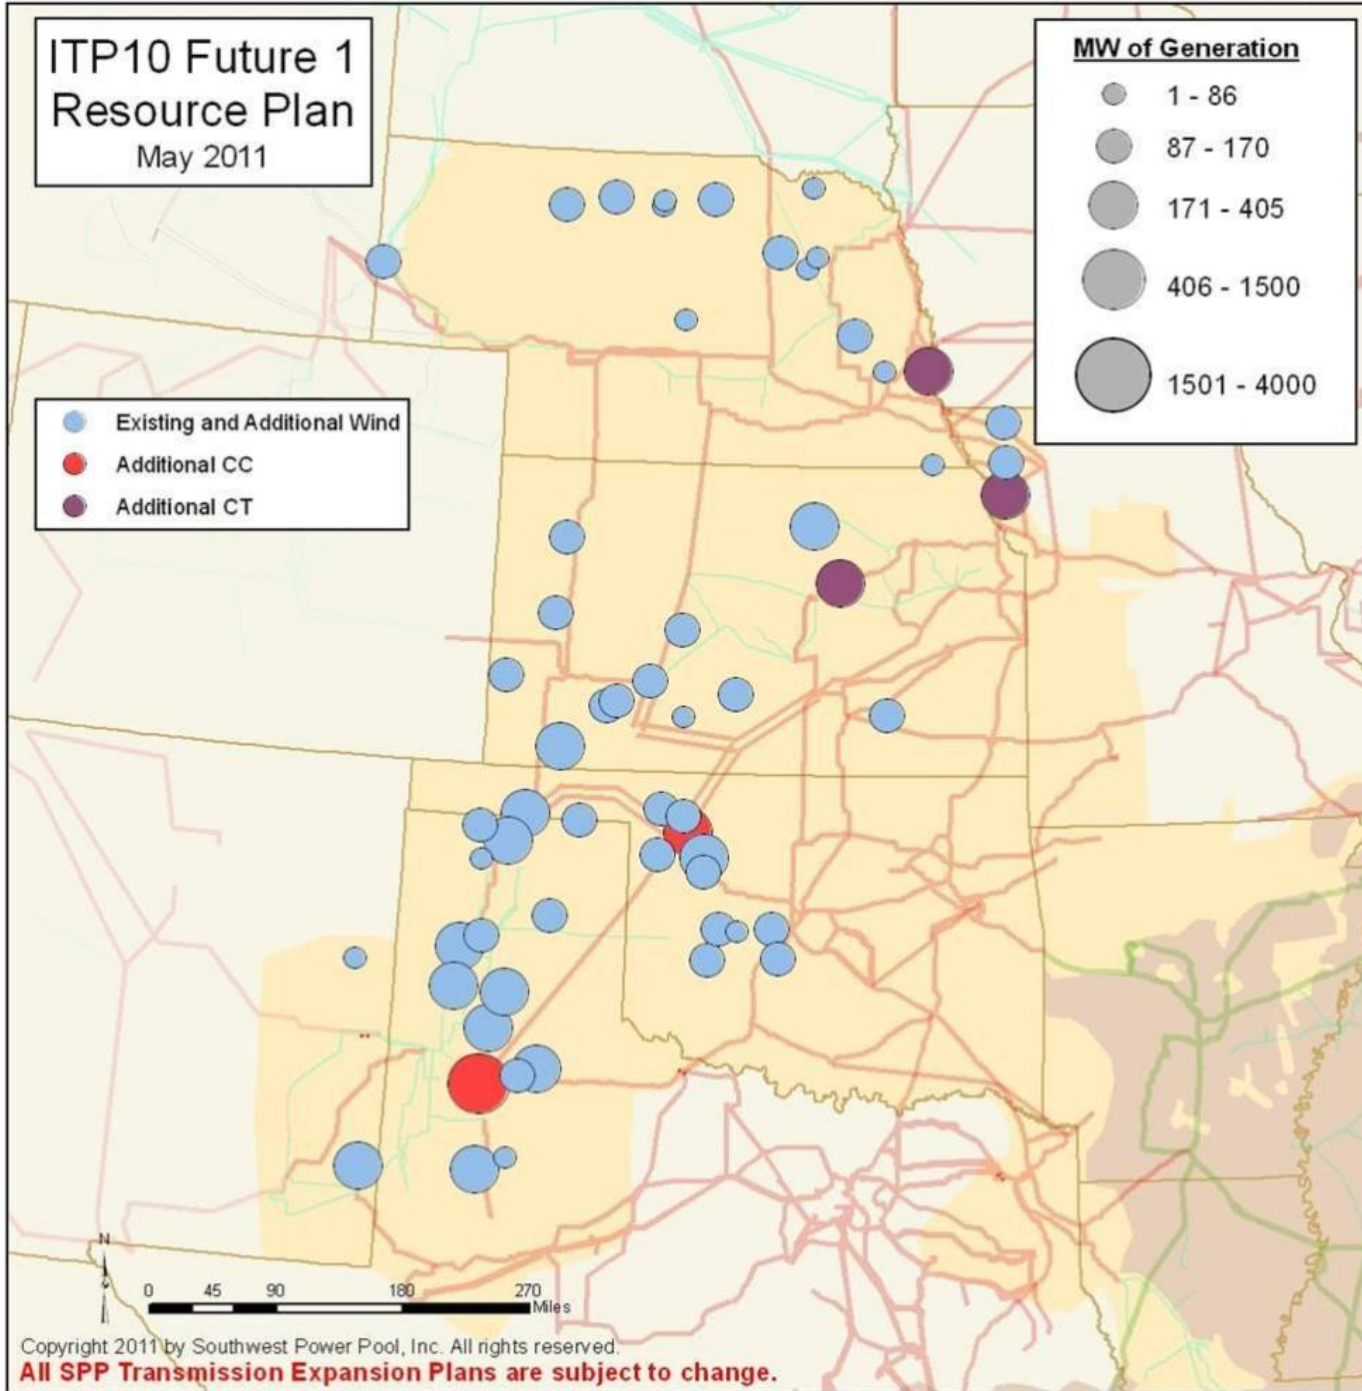 ITP10 Future 1
Resource Plan
May 2011
MW of Generation
1 - 86
87 - 170
171 - 405
406 - 1500
1501 - 4000
Existing and Additional Wind
Additional CC
Additional CT
N
0 45 90 180 270
Miles
Copyright 2011 by Southwest Power Pool, Inc. All rights reserved.
All SPP Transmission Expansion Plans are subject to change.